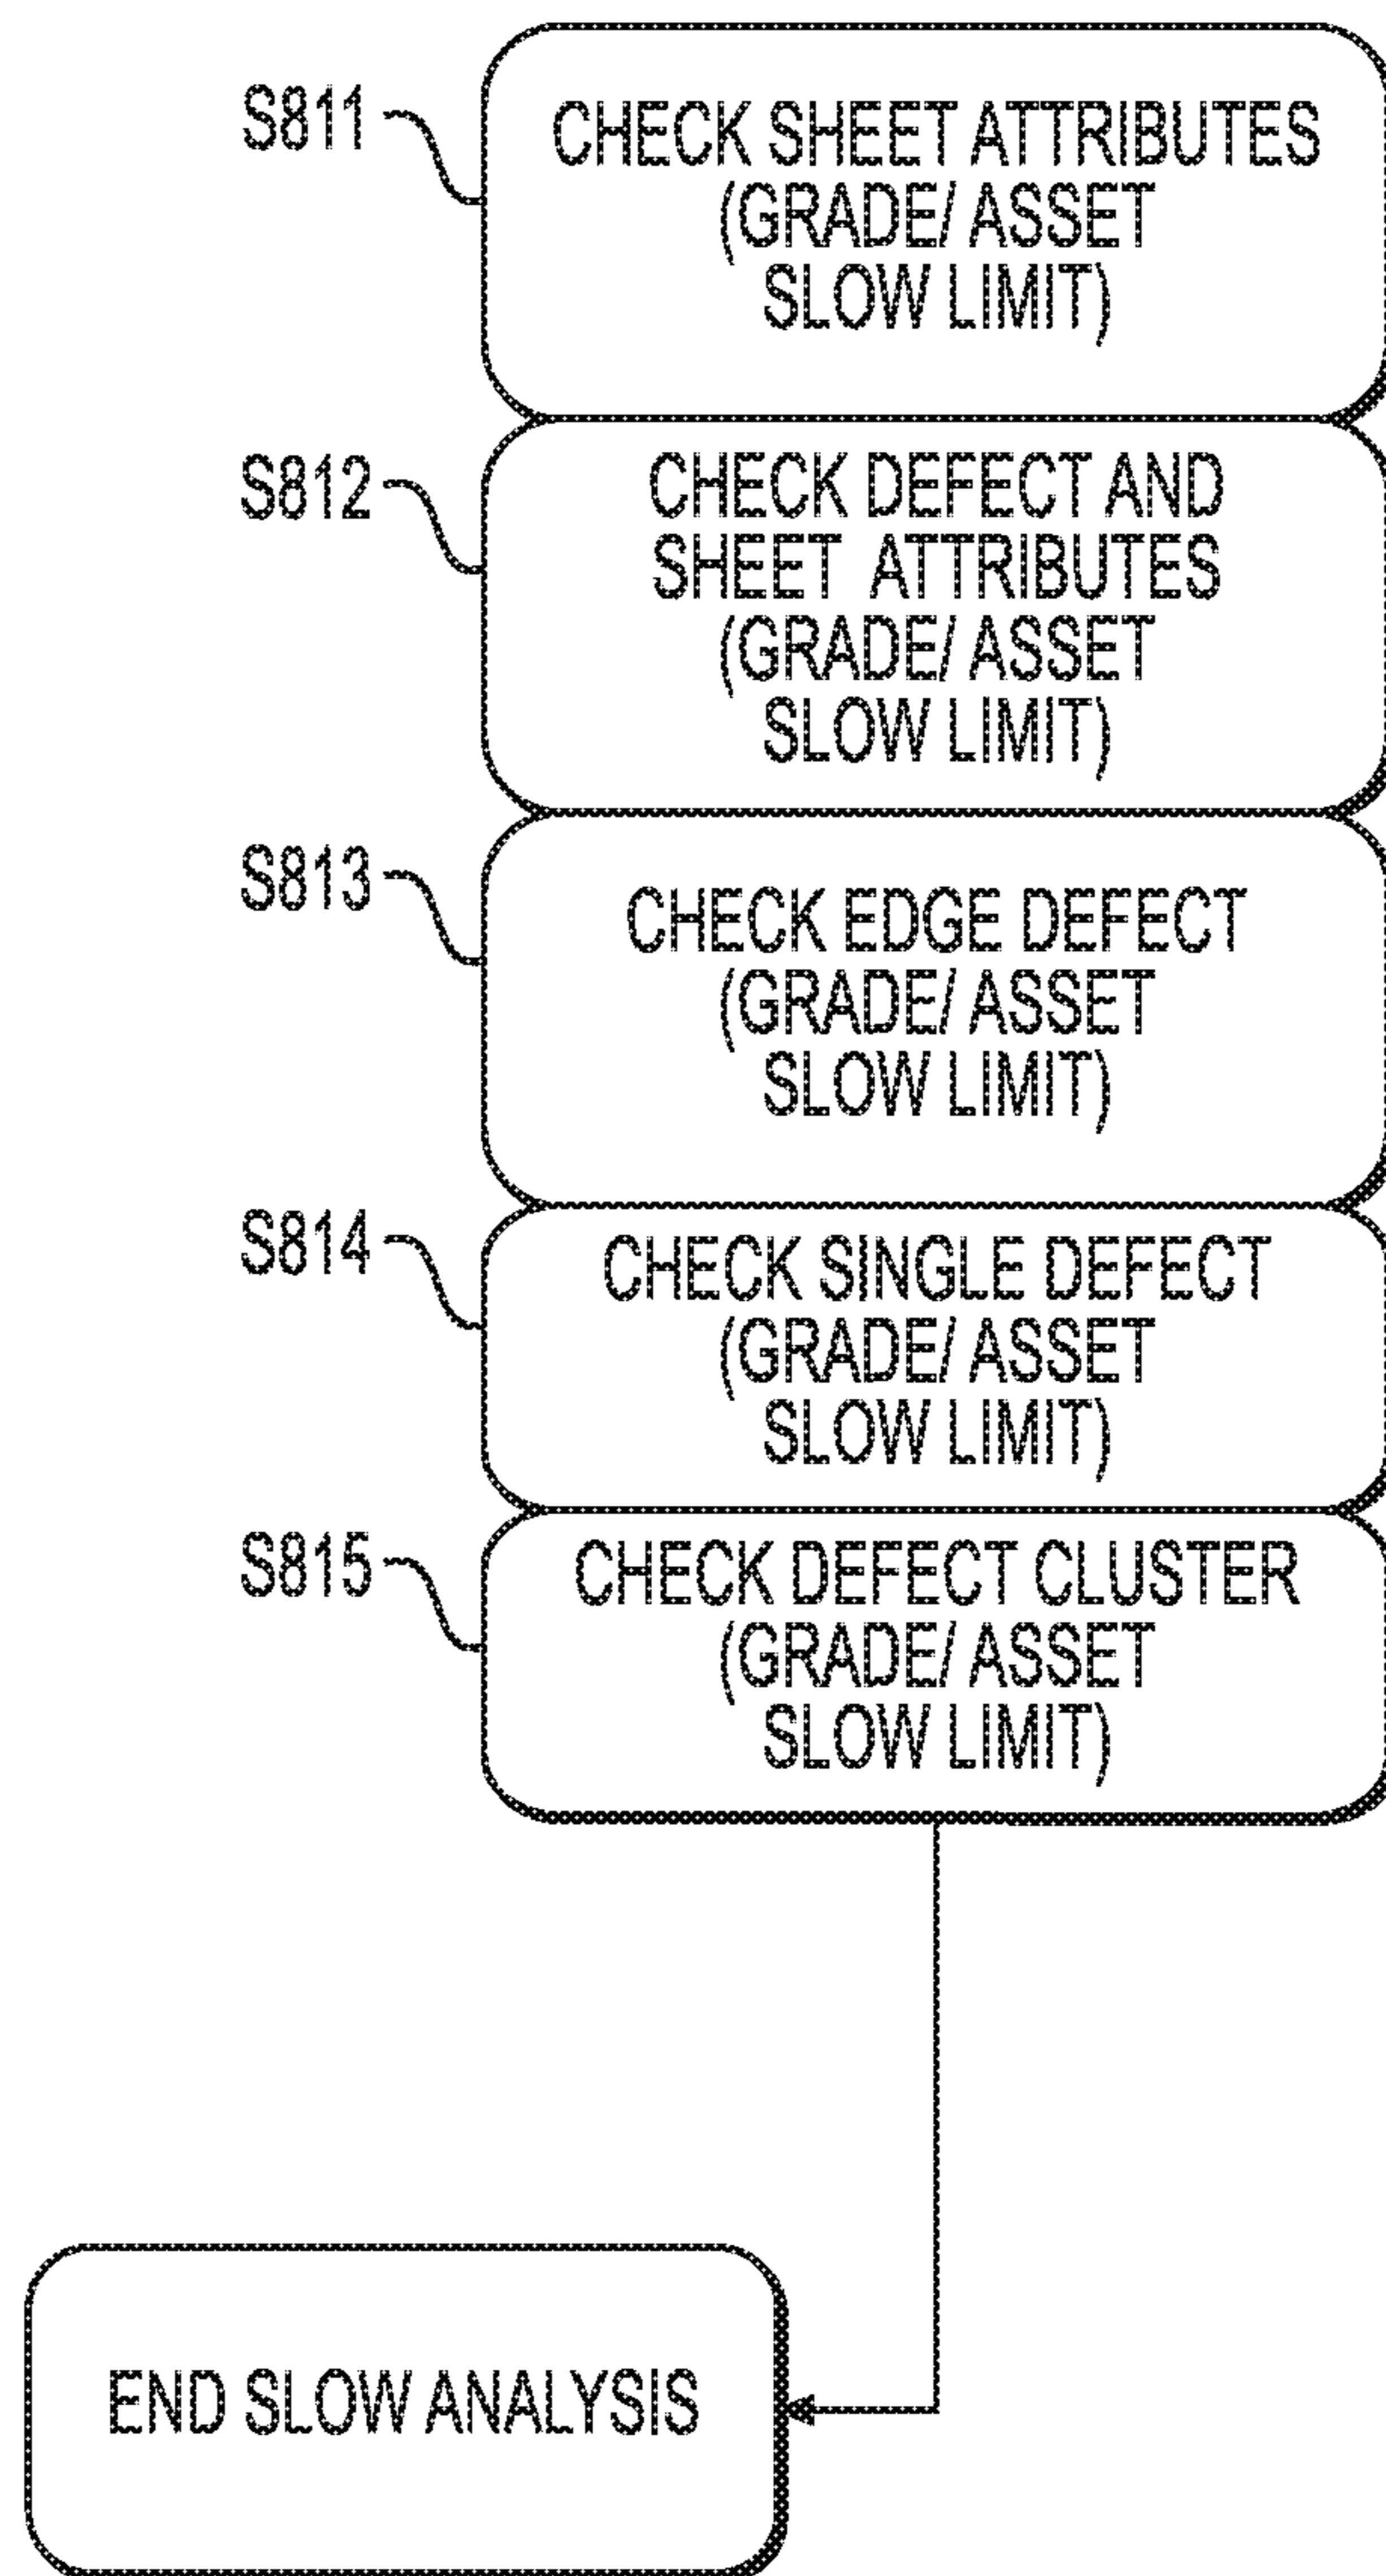 S811
CHECK SHEET ATTRIBUTES
(GRADE/ ASSET
SLOW LIMIT)
S812
CHECK DEFECT AND
SHEET ATTRIBUTES
(GRADE/ ASSET
SLOW LIMIT)
S813
CHECK EDGE DEFECT
(GRADE/ ASSET
SLOW LIMIT)
S814
CHECK SINGLE DEFECT
(GRADE/ ASSET
SLOW LIMIT)
S815
CHECK DEFECT CLUSTER
(GRADE/ ASSET
SLOW LIMIT)
END SLOW ANALYSIS